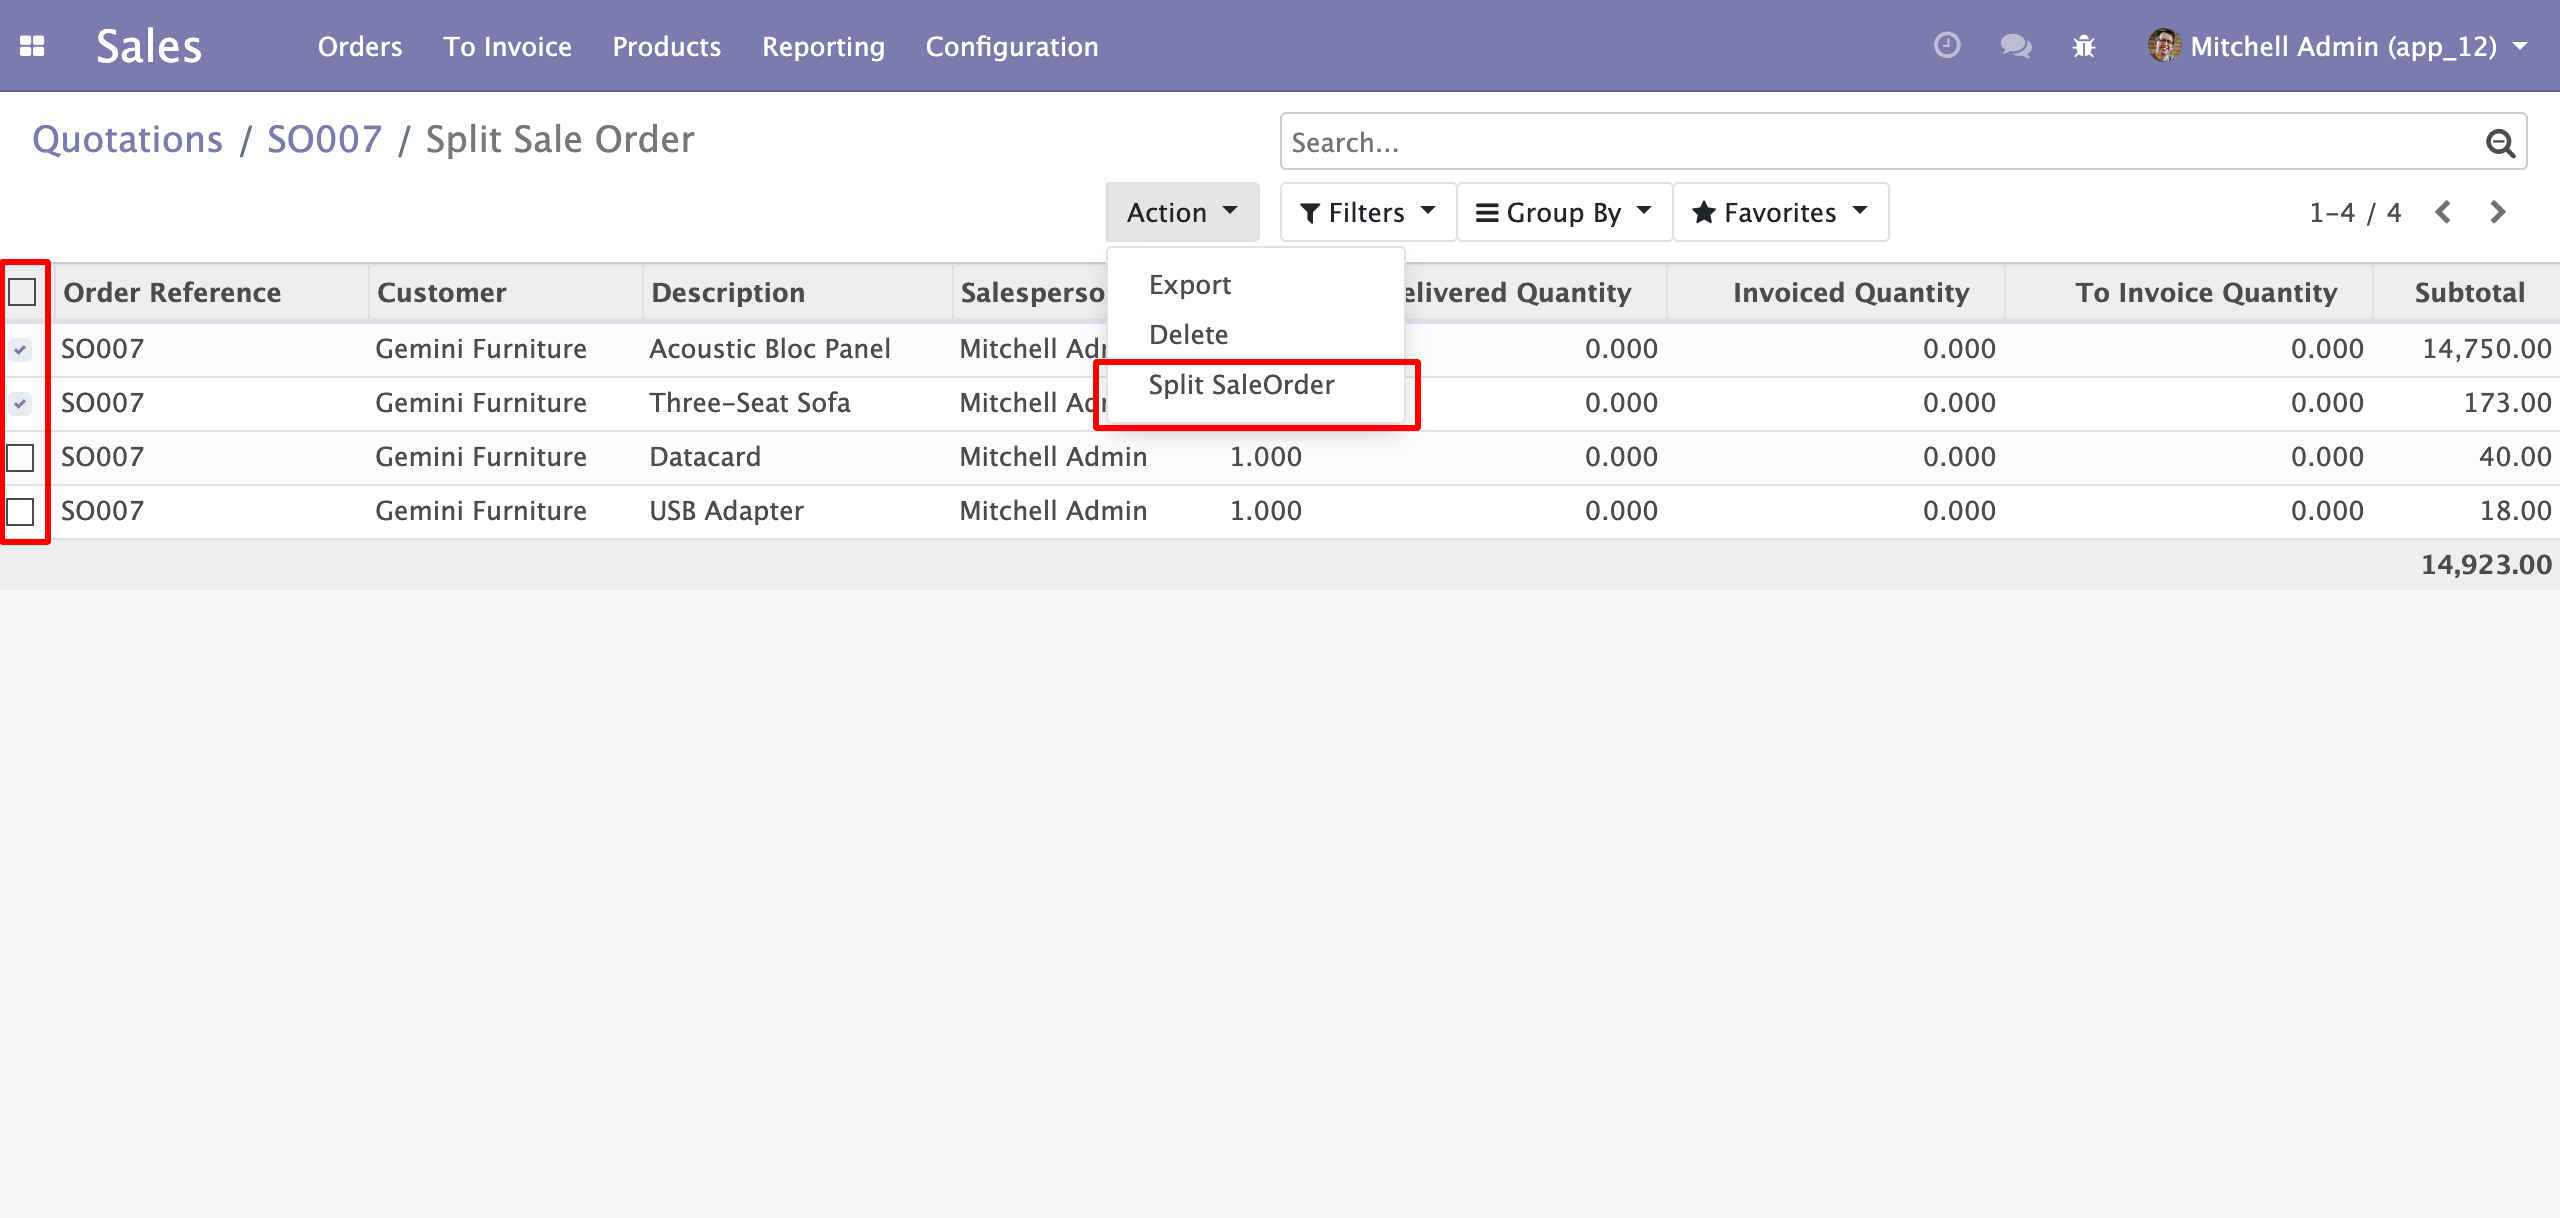 Sales Orders To Invoice Products Reporting Configuration Mitchell Admin (app_12)
Quotations / SO007 / Split Sale Order
Search...
Action Filters Group By Favorites 1-4 / 4
Export
Delete
Split SaleOrder
Order Reference Customer Description Salesperso elivered Quantity Invoiced Quantity To Invoice Quantity Subtotal
SO007 Gemini Furniture Acoustic Bloc Panel Mitchell Adm 0.000 0.000 0.000 14,750.00
SO007 Gemini Furniture Three-Seat Sofa Mitchell Adm 0.000 0.000 0.000 173.00
SO007 Gemini Furniture Datacard Mitchell Admin 1.000 0.000 0.000 0.000 40.00
SO007 Gemini Furniture USB Adapter Mitchell Admin 1.000 0.000 0.000 0.000 18.00
14,923.00